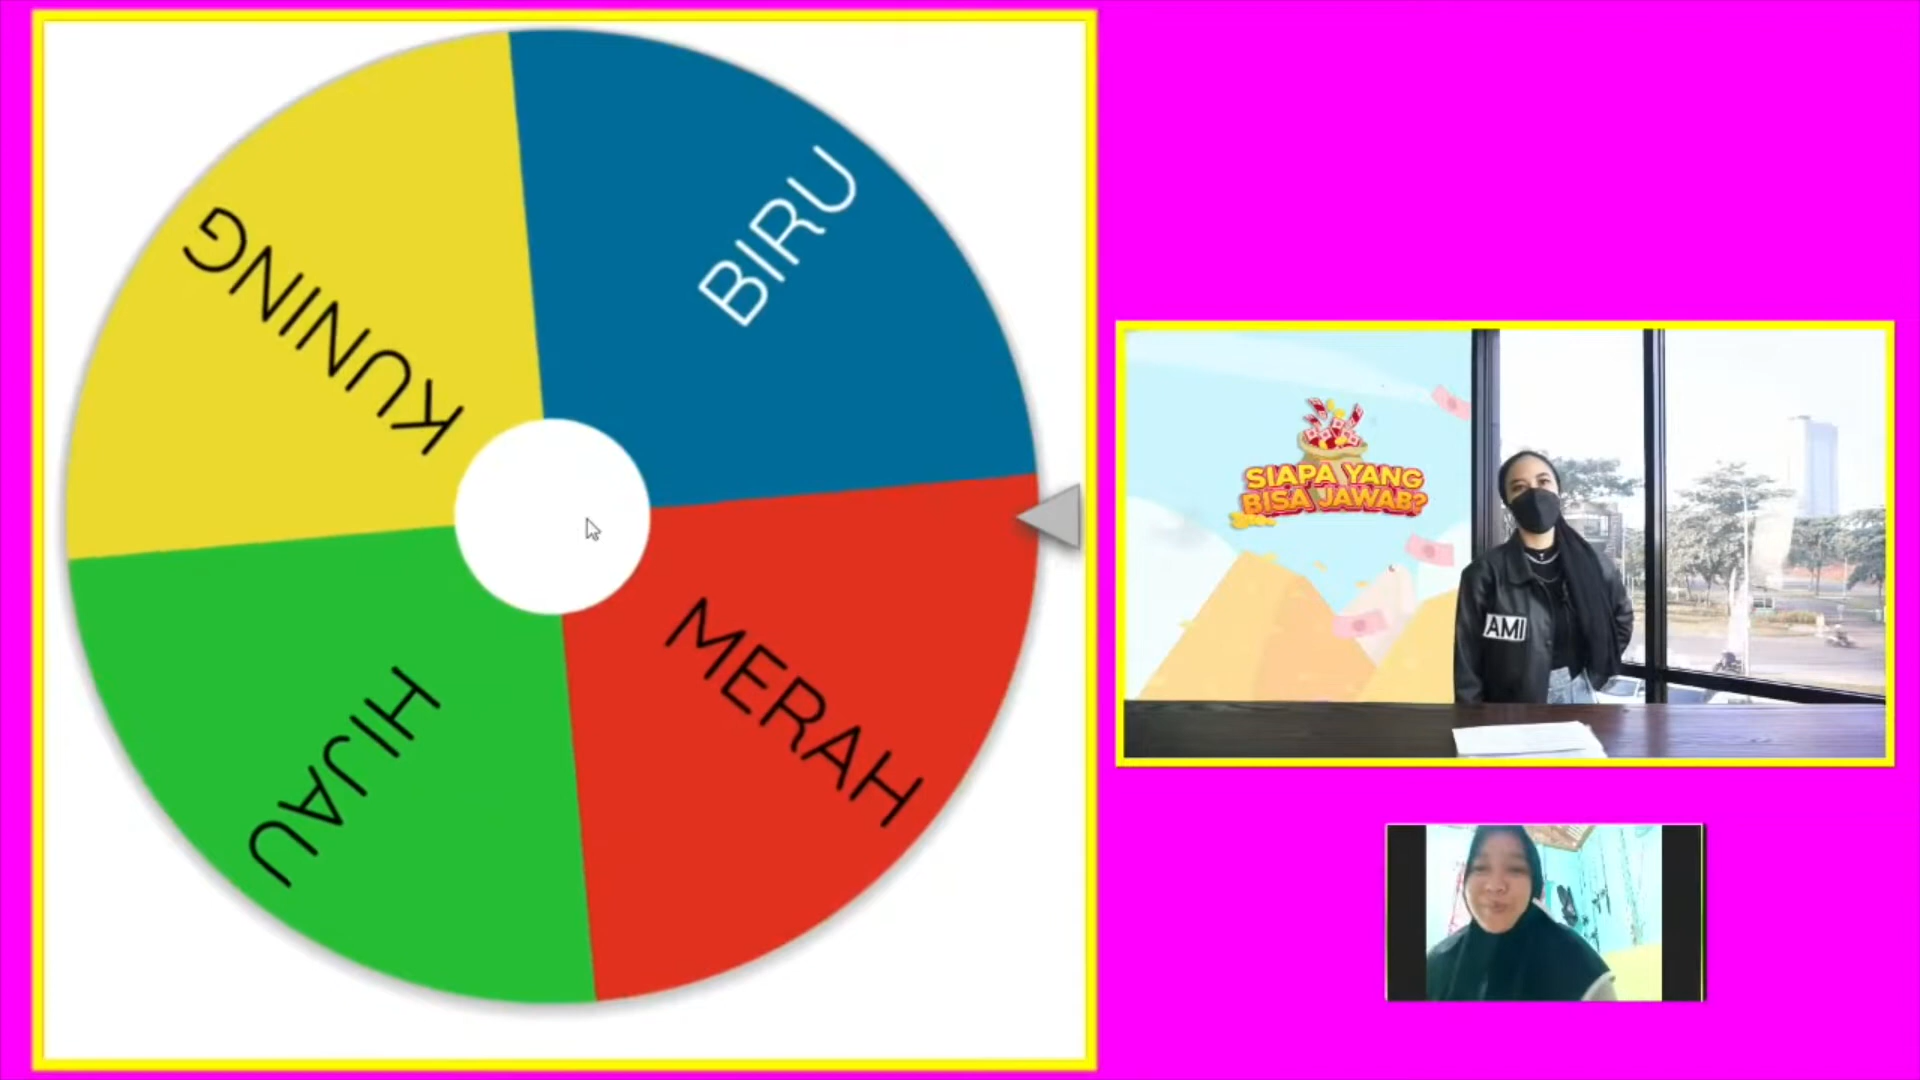 KUNING
BIRU
MERAH
HIJAU
SIAPA YANG
BISA JAWAB?
AMI